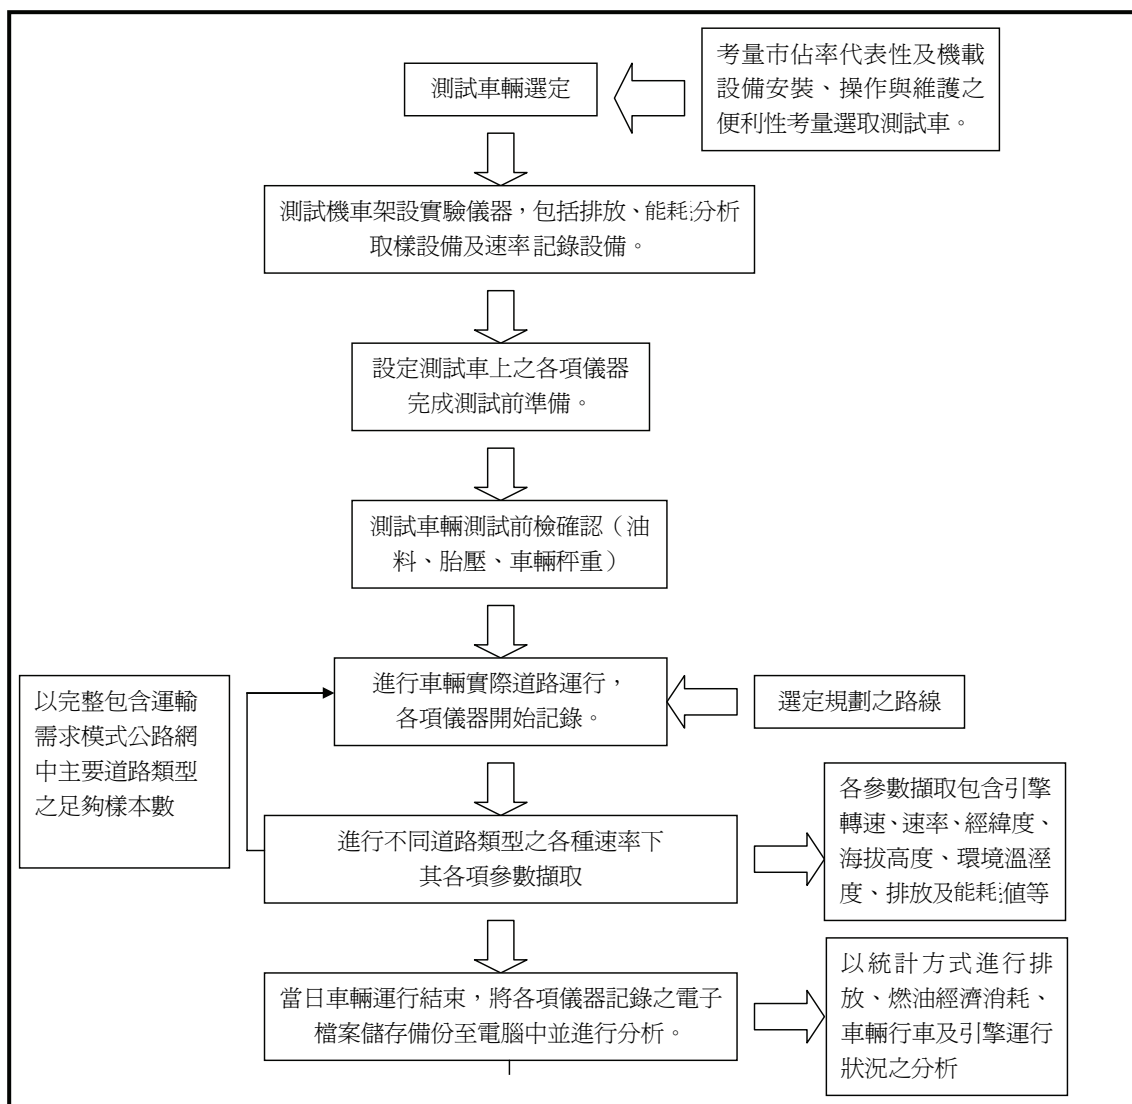 測試車輛選定
考量市佔率代表性及機載
設備安裝、操作與維護之
便利性考量選取測試車。
測試機車架設實驗儀器，包括排放、能耗分析
取樣設備及速率記錄設備。
設定測試車上之各項儀器
完成測試前準備。
測試車輛測試前檢確認（油
料、胎壓、車輛秤重）
以完整包含運輸
需求模式公路網
中主要道路類型
之足夠樣本數
進行車輛實際道路運行，
各項儀器開始記錄。
選定規劃之路線
進行不同道路類型之各種速率下
其各項參數擷取
各參數擷取包含引擎
轉速、速率、經緯度、
海拔高度、環境溫溼
度、排放及能耗值等
當日車輛運行結束，將各項儀器記錄之電子
檔案儲存備份至電腦中並進行分析。
以統計方式進行排
放、燃油經濟消耗、
車輛行車及引擎運行
狀況之分析